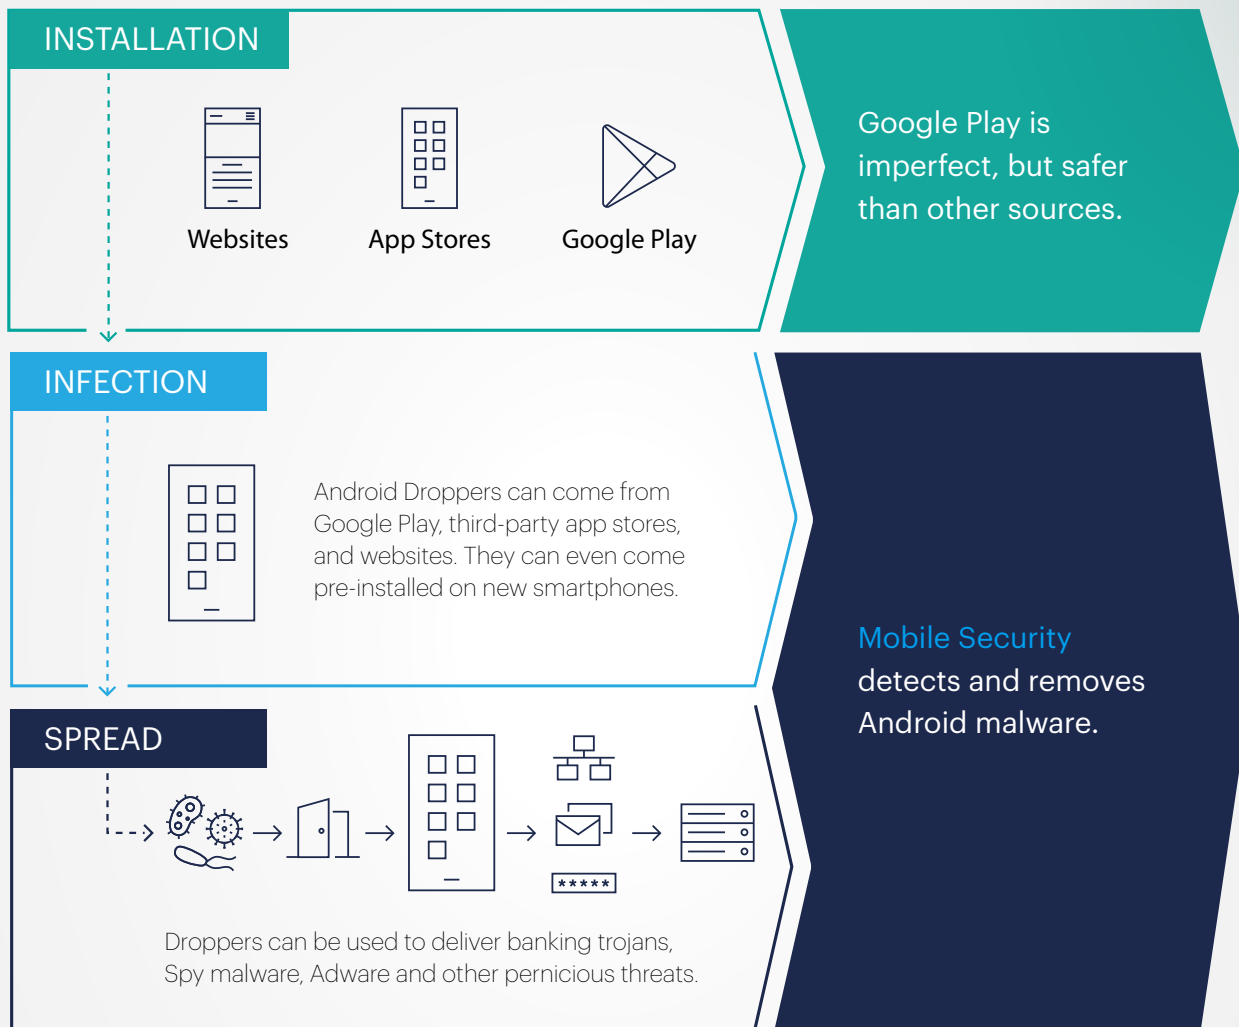 INSTALLATION
Websites
App Stores
Google Play
Google Play is
imperfect, but safer
than other sources.
INFECTION
Android Droppers can come from
Google Play, third-party app stores,
and websites. They can even come
pre-installed on new smartphones.
Mobile Security
detects and removes
Android malware.
SPREAD
*****
Droppers can be used to deliver banking trojans,
Spy malware, Adware and other pernicious threats.